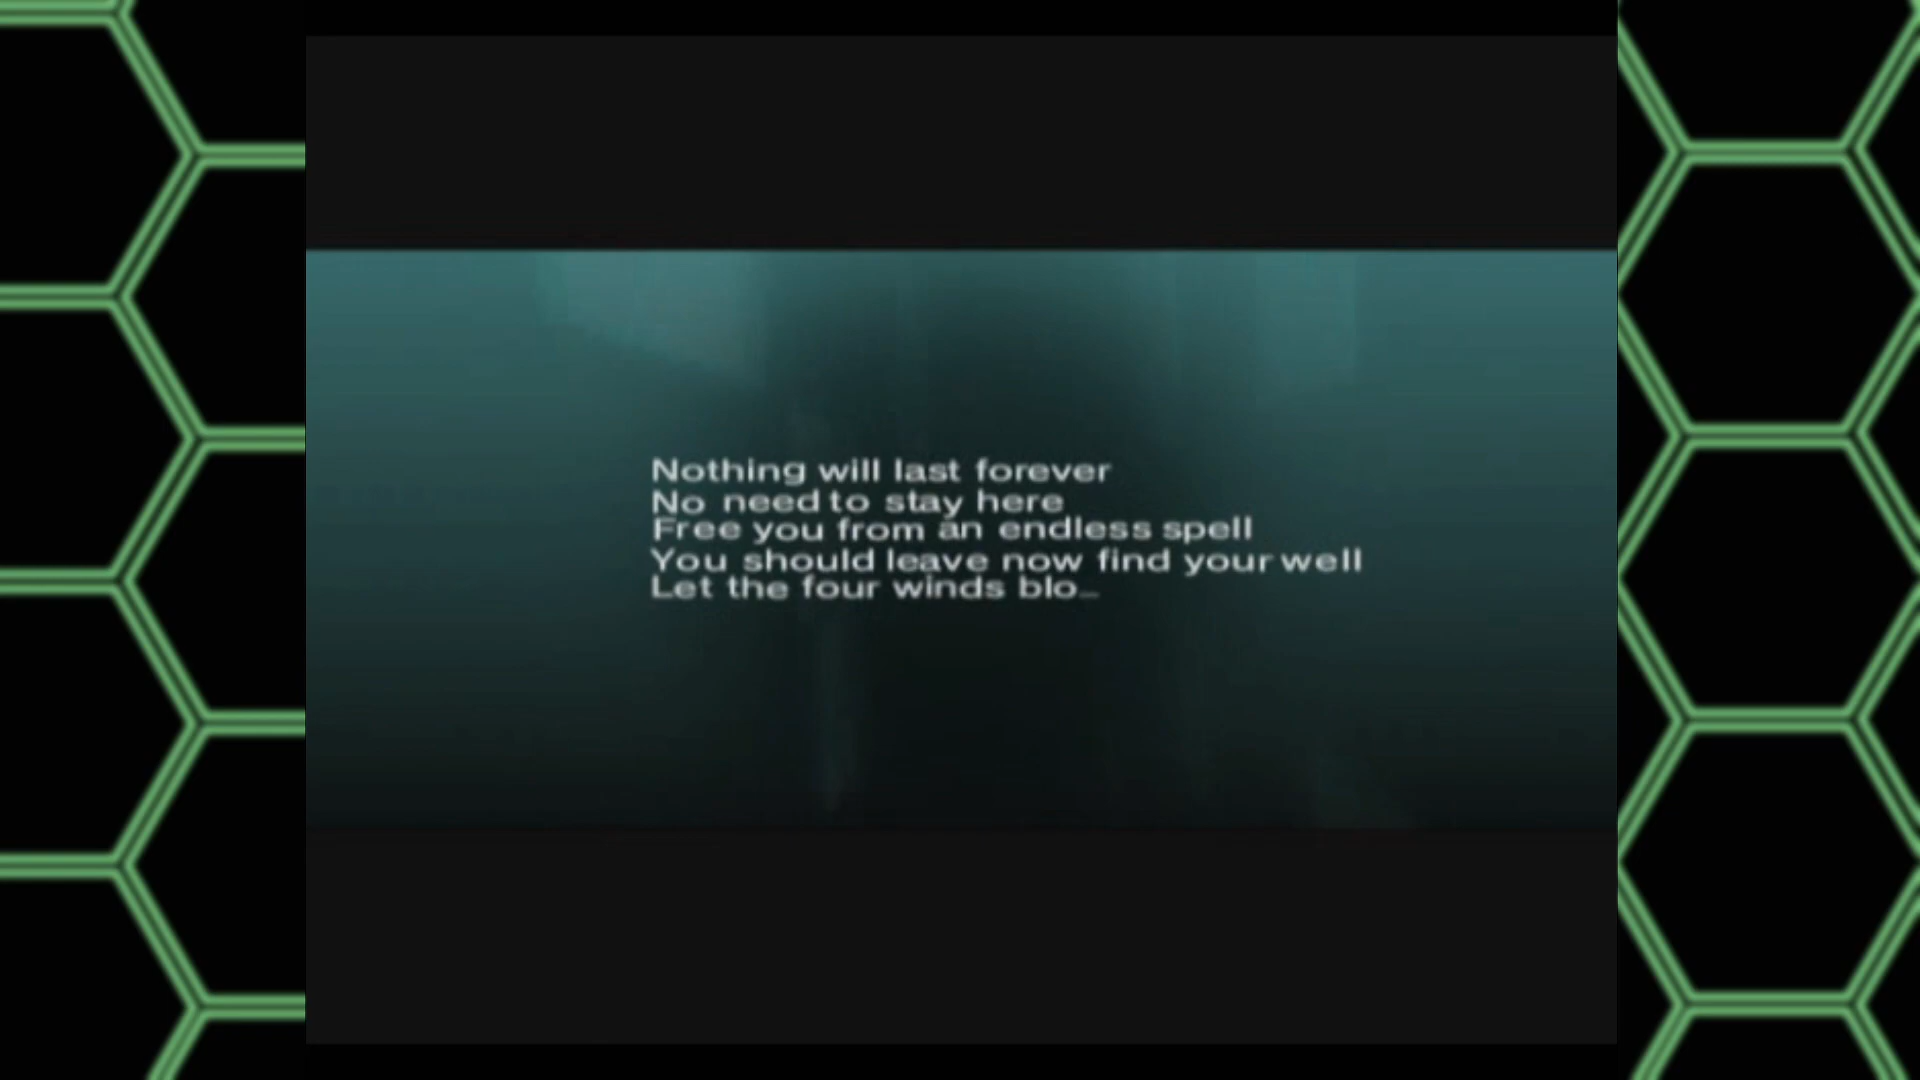 Nothing will last forever
No need to stay here
Free you from an endless spell
You should leave now find your well
Let the four winds blo_